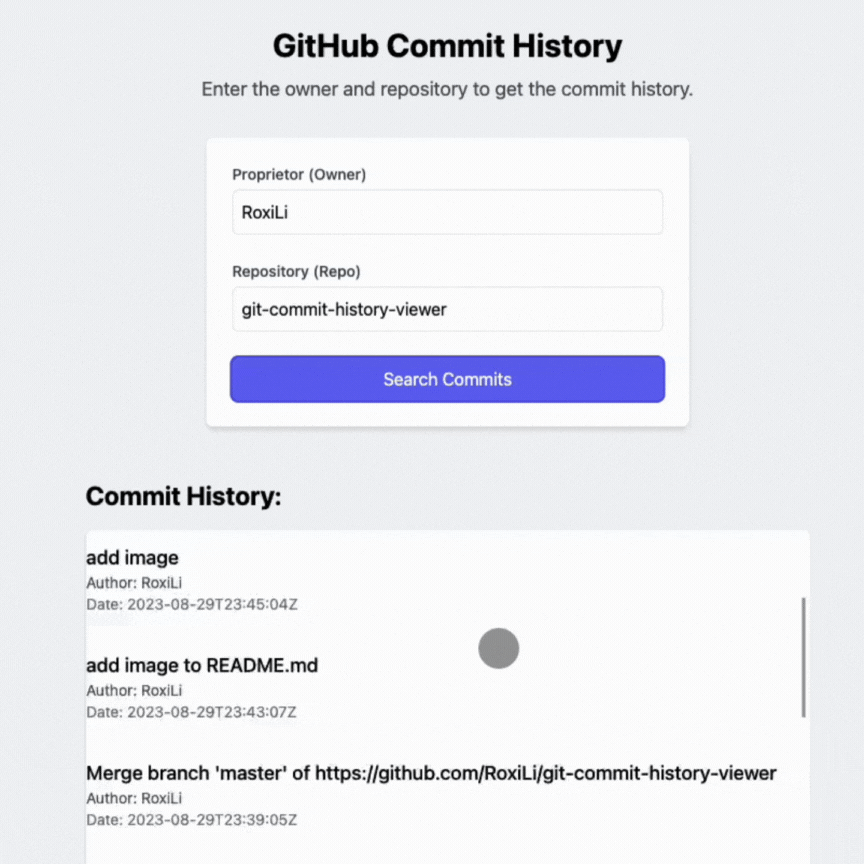 GitHub Commit History
Enter the owner and repository to get the commit history.
Proprietor (Owner)
RoxiLi
Repository (Repo)
git-commit-history-viewer
Search Commits
Commit History:
add image
Author: RoxiLi
Date: 2023-08-29T23:45:04Z
add image to README.md
Author: RoxiLi
Date: 2023-08-29T23:43:07Z
Merge branch 'master' of https://github.com/RoxiLi/git-commit-history-viewer
Author: RoxiLi
Date: 2023-08-29T23:39:05Z